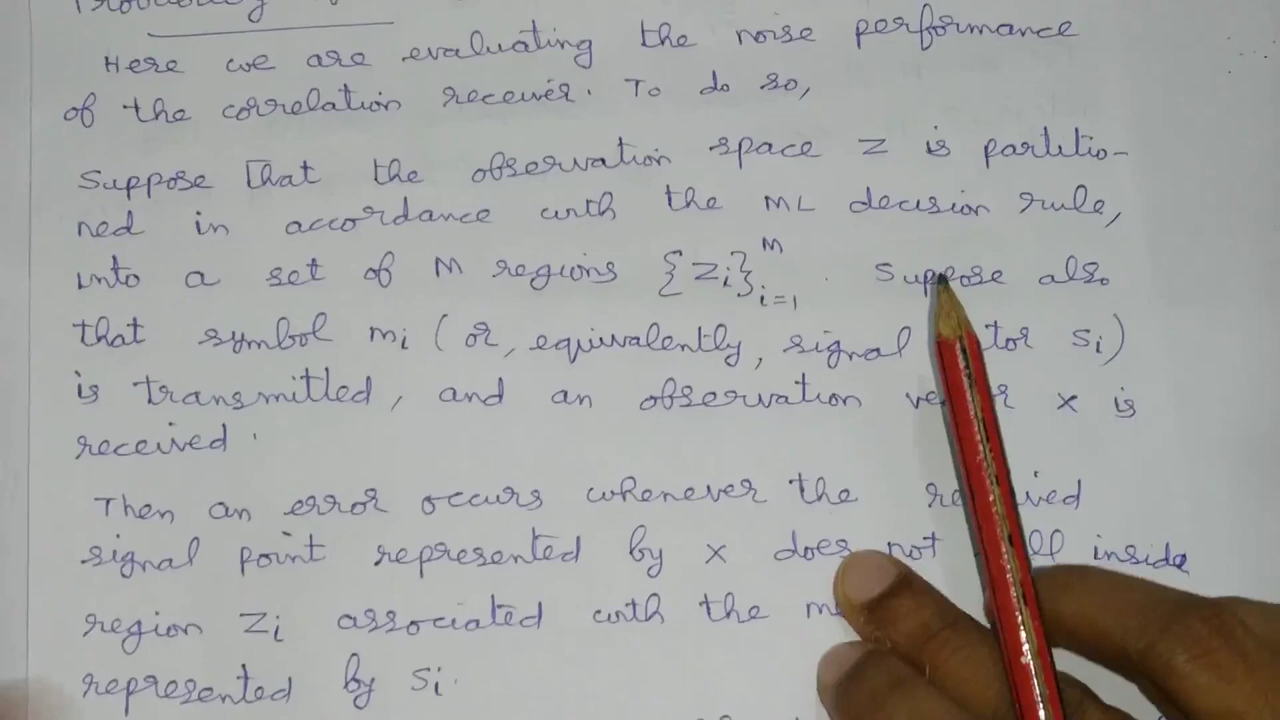 Here we are evaluating the noise performance
of the correlation receiver. To do so,
Suppose that the observation space Z is partitio-
ned in accordance with the ML decision rule,
into a set of M regions {Zi}ᴹi=1. Suppose also
that symbol mi (or, equivalently, signal tor si)
is transmitted, and an observation x is
received.
Then an error occurs whenever the
signal point represented by x does not inside
region Zi associated with the
represented by si.